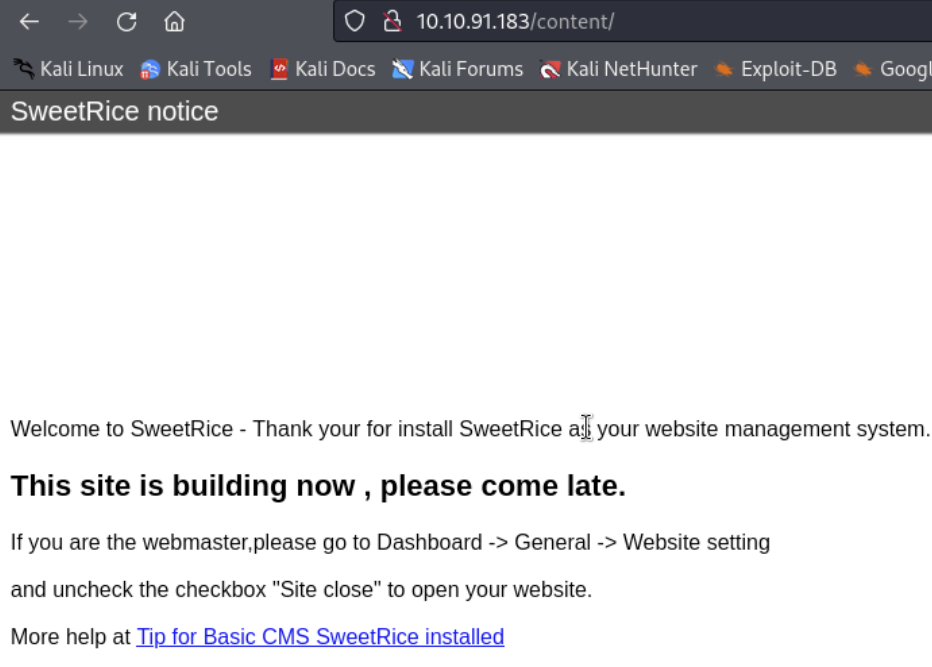 10.10.91.183/content/
Kali Linux Kali Tools Kali Docs Kali Forums Kali NetHunter Exploit-DB Googl
SweetRice notice
Welcome to SweetRice - Thank your for install SweetRice as your website management system.
This site is building now , please come late.
If you are the webmaster,please go to Dashboard -> General -> Website setting
and uncheck the checkbox "Site close" to open your website.
More help at Tip for Basic CMS SweetRice installed